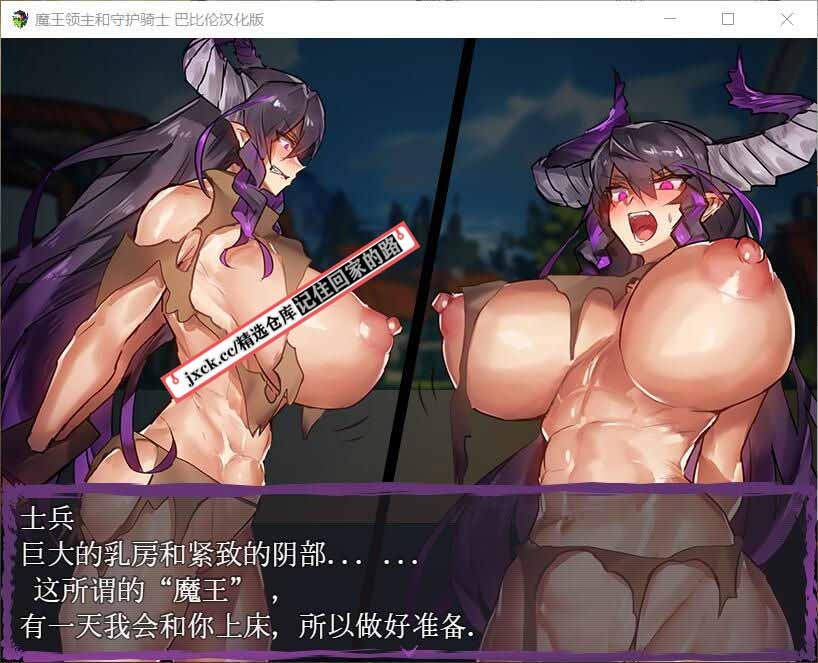 魔王领主和守护骑士 巴比伦汉化版
jxck.cc/精选仓库记住回家的路
士兵
巨大的乳房和紧致的阴部... ...
这所谓的“魔王”，
有一天我会和你上床，所以做好准备.